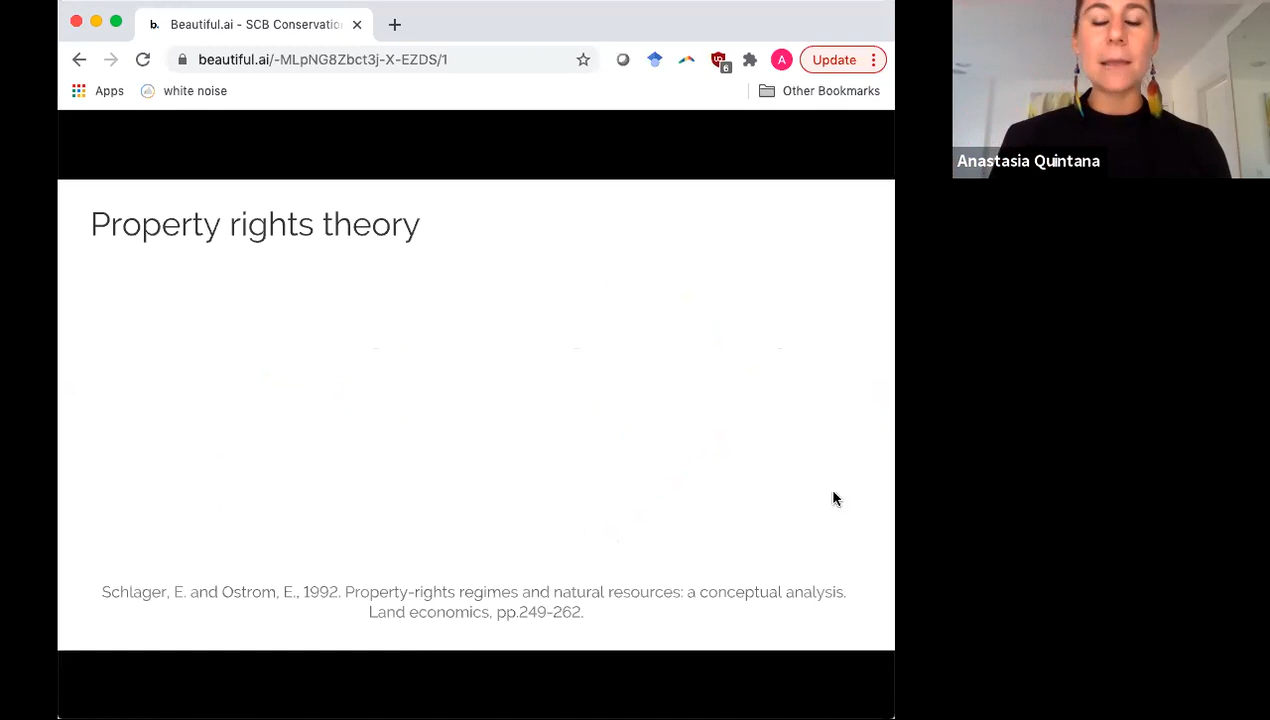 b. Beautiful.ai - SCB Conservatio
beautiful.ai/-MLpNG8Zbct3j-X-EZDS/1
6
A
Update
Apps
white noise
Other Bookmarks
Anastasia Quintana
Property rights theory
Schlager, E. and Ostrom, E., 1992. Property-rights regimes and natural resources: a conceptual analysis.
Land economics, pp.249-262.